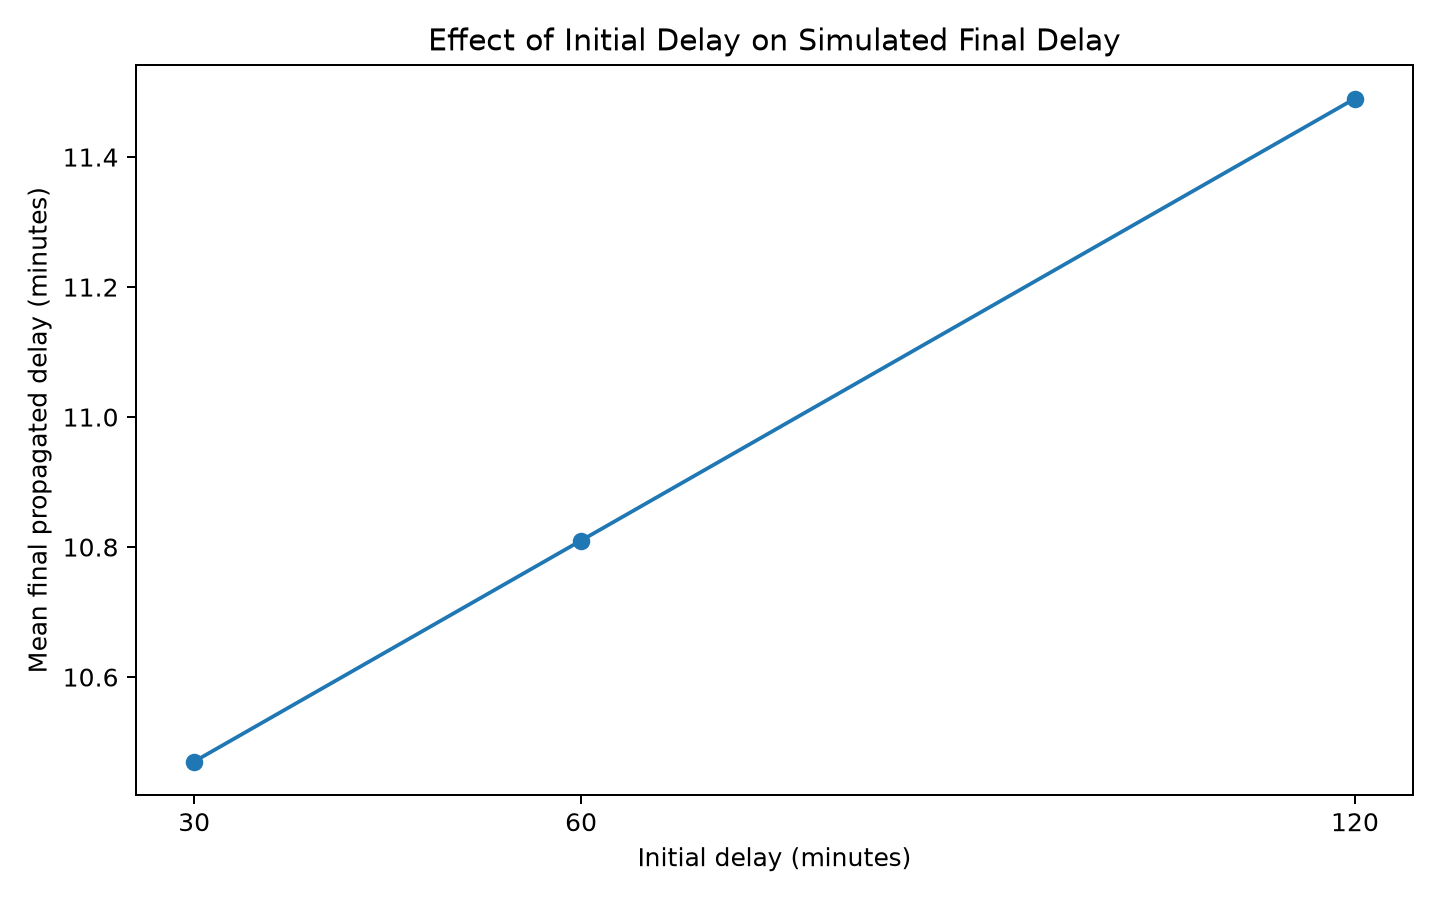 Effect of Initial Delay on Simulated Final Delay
Mean final propagated delay (minutes)
11.4
11.2
11.0
10.8
10.6
30
60
120
Initial delay (minutes)